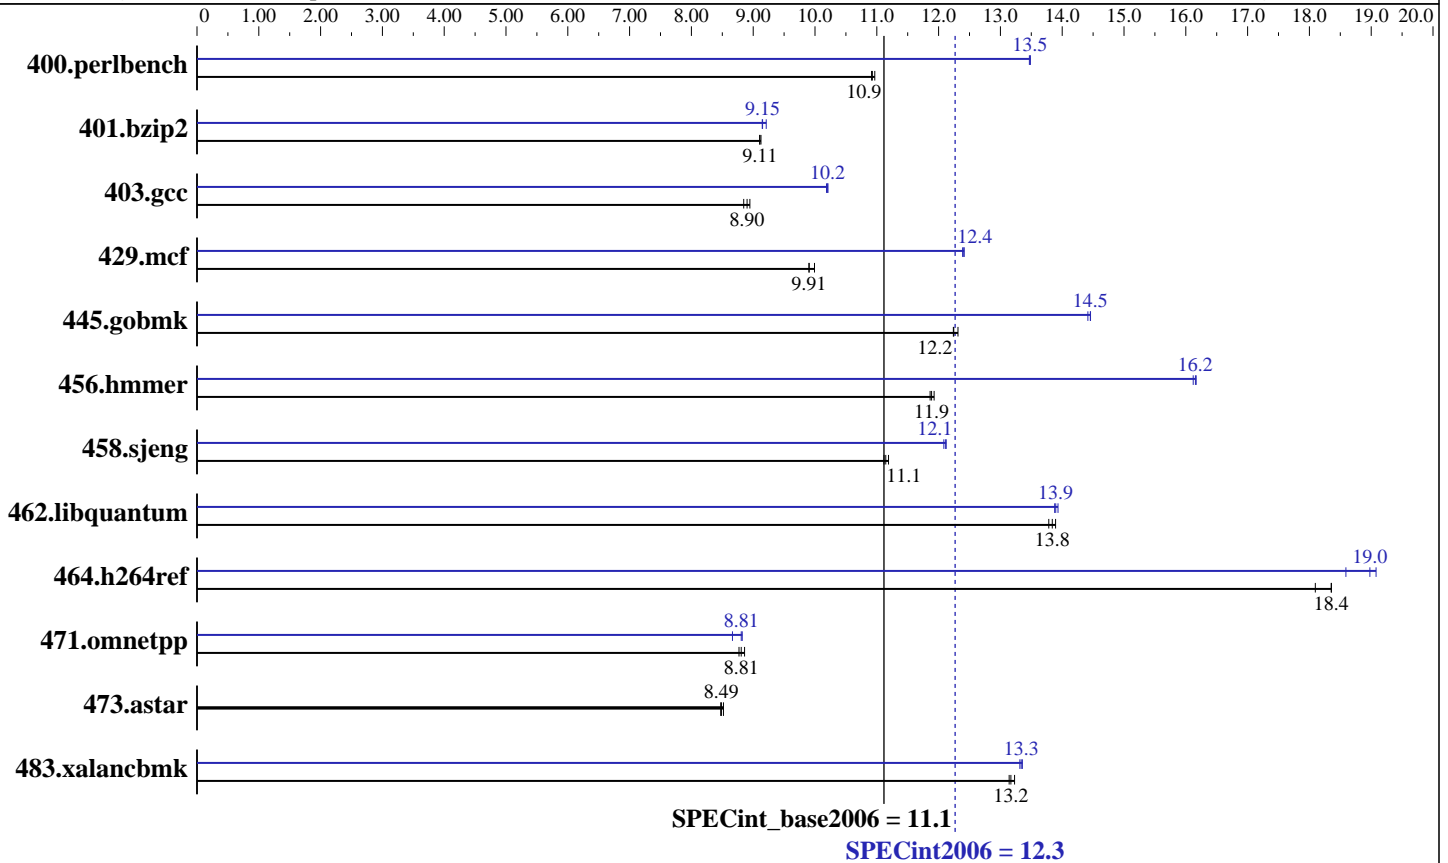 0 1.00 2.00 3.00 4.00 5.00 6.00 7.00 8.00 9.00 10.0 11.0 12.0 13.0 14.0 15.0 16.0 17.0 18.0 19.0 20.0
400.perlbench
13.5
10.9
401.bzip2
9.15
9.11
403.gcc
10.2
8.90
429.mcf
12.4
9.91
445.gobmk
14.5
12.2
456.hmmer
16.2
11.9
458.sjeng
12.1
11.1
462.libquantum
13.9
13.8
464.h264ref
19.0
18.4
471.omnetpp
8.81
8.81
473.astar
8.49
483.xalancbmk
13.3
13.2
SPECint_base2006 = 11.1
SPECint2006 = 12.3